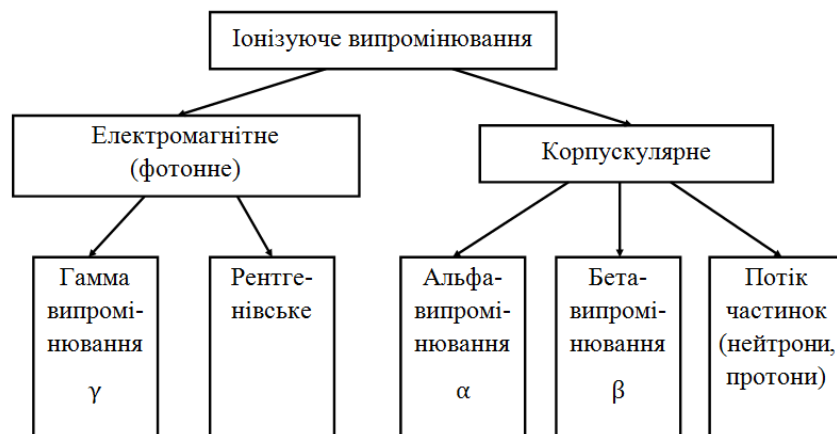 Іонізуюче випромінювання
Електромагнітне
(фотонне)
Корпускулярне
Гамма
випромі-
нювання
γ
Рентге-
нівське
Альфа-
випромі-
нювання
α
Бета-
випромі-
нювання
β
Потік
частинок
(нейтрони,
протони)